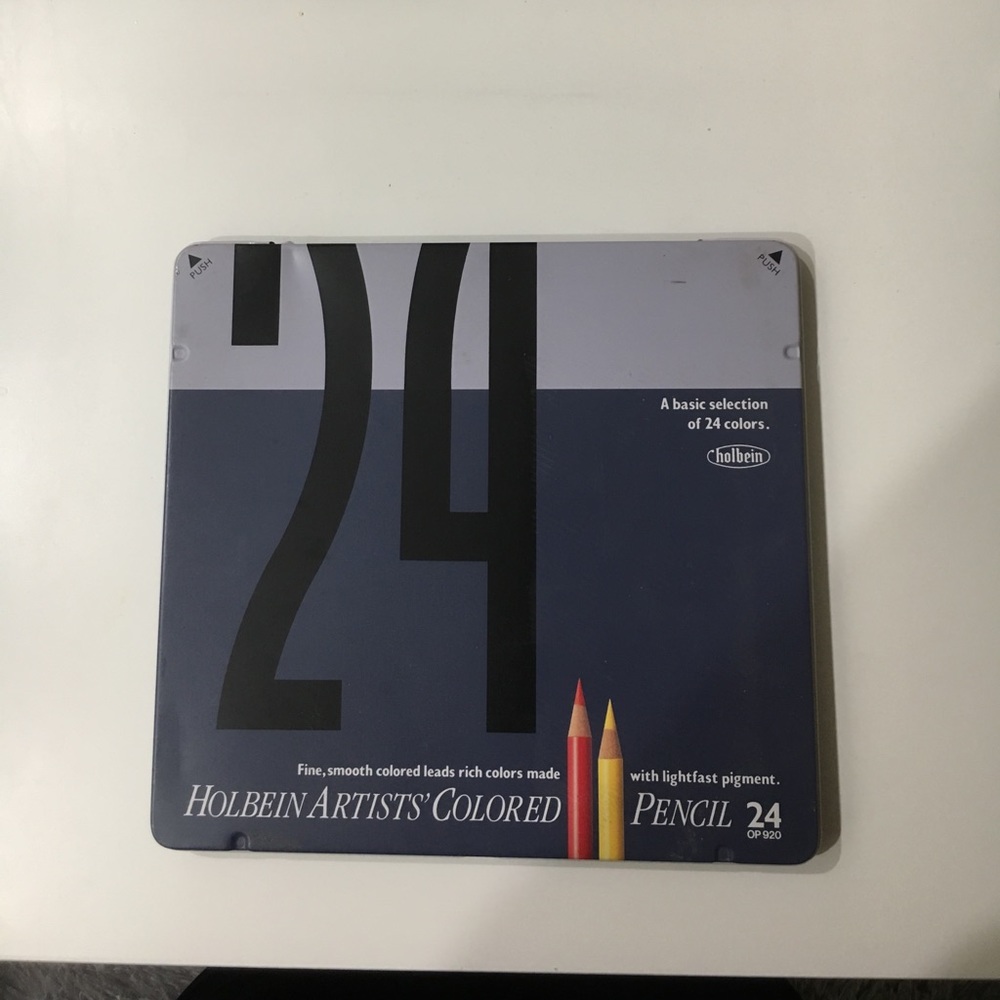 PUSH
PUSH
24
A basic selection
of 24 colors.
holbein
Fine, smooth colored leads rich colors made with lightfast pigment.
HOLBEIN ARTISTS' COLORED PENCIL 24
OP 920